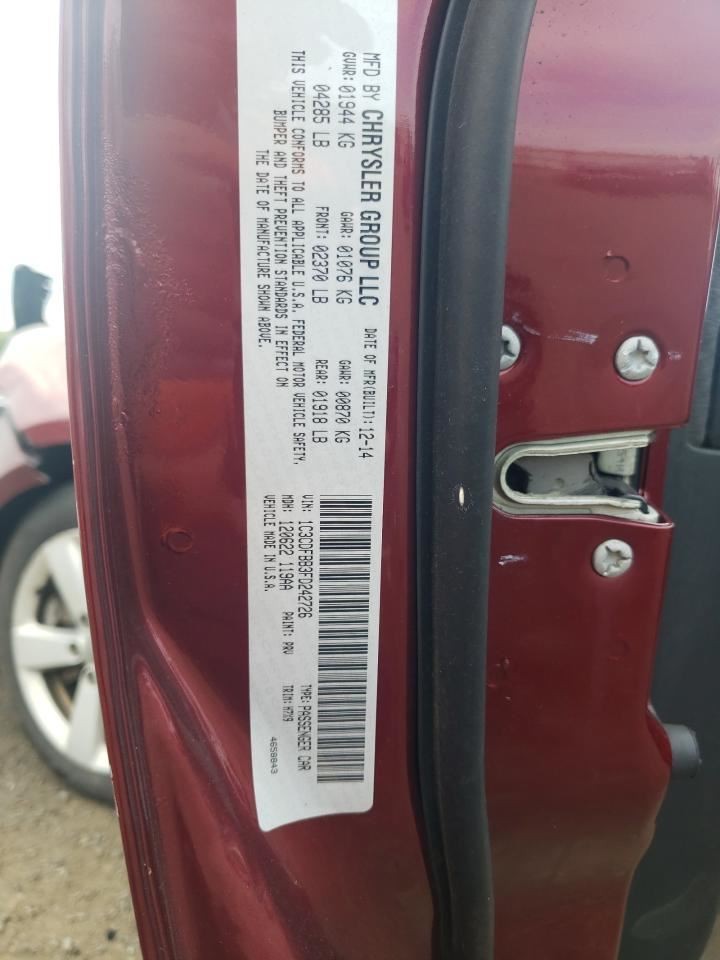 MFD BY CHRYSLER GROUP LLC DATE OF MFR(BUILT): 12-14
GVWR: 01944 KG GAWR: 01076 KG GAWR: 00870 KG
04285 LB FRONT: 02370 LB REAR: 01918 LB
THIS VEHICLE CONFORMS TO ALL APPLICABLE U.S.A. FEDERAL MOTOR VEHICLE SAFETY,
BUMPER AND THEFT PREVENTION STANDARDS IN EFFECT ON
THE DATE OF MANUFACTURE SHOWN ABOVE.
VIN: 1C3CDFBB3FD242726 TYPE: PASSENGER CAR
MDH: 120622 119AA PAINT: PRV TRIM: H7X9
VEHICLE MADE IN U.S.A. 4658843